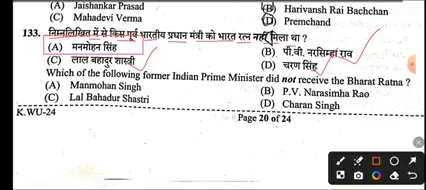 (A) Jaishankar Prasad (B) Harivansh Rai Bachchan
(C) Mahadevi Verma (D) Premchand
133. निम्नलिखित में से किस पूर्व भारतीय प्रधान मंत्री को भारत रत्न नहीं मिला था ?
(A) मनमोहन सिंह (B) पी.वी. नरसिम्हा राव
(C) लाल बहादुर शास्त्री (D) चरण सिंह
Which of the following former Indian Prime Minister did not receive the Bharat Ratna ?
(A) Manmohan Singh (B) P.V. Narasimha Rao
(C) Lal Bahadur Shastri (D) Charan Singh
K.WU-24 Page 20 of 24